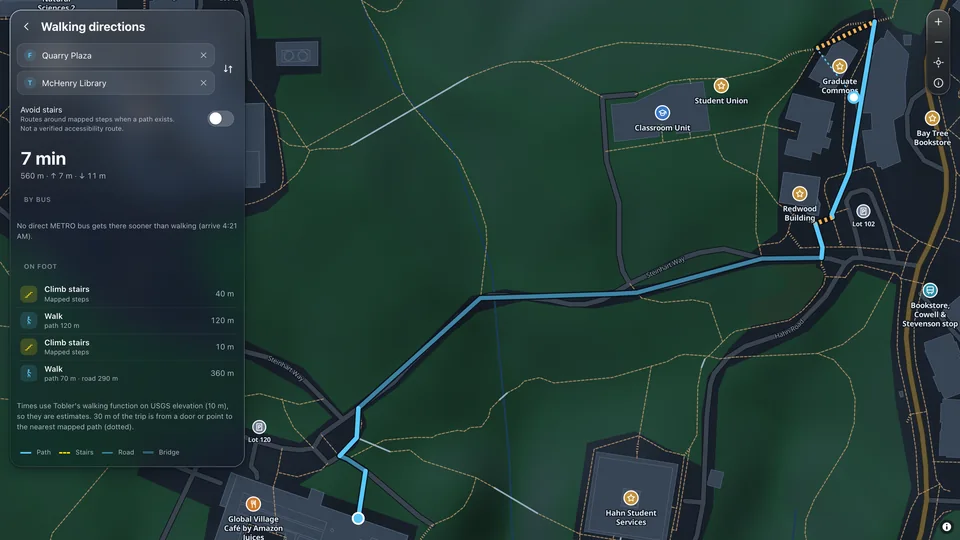 Natural
Sciences 2
Walking directions
F
Quarry Plaza
T
McHenry Library
Avoid stairs
Routes around mapped steps when a path exists.
Not a verified accessibility route.
7 min
560 m · ↑ 7 m · ↓ 11 m
BY BUS
No direct METRO bus gets there sooner than walking (arrive 4:21
AM).
ON FOOT
Climb stairs
40 m
Mapped steps
Walk
120 m
path 120 m
Climb stairs
10 m
Mapped steps
Walk
360 m
path 70 m · road 290 m
Times use Tobler's walking function on USGS elevation (10 m),
so they are estimates. 30 m of the trip is from a door or point to
the nearest mapped path (dotted).
Path
Stairs
Road
Bridge
Graduate
Commons
Student Union
Classroom Unit
Bay Tree
Bookstore
Redwood
Building
Lot 102
Steinhart Way
Bookstore,
Cowell &
Stevenson stop
Hahn Road
Steinhart Way
Lot 120
Global Village
Café by Amazon
Juices
Hahn Student
Services